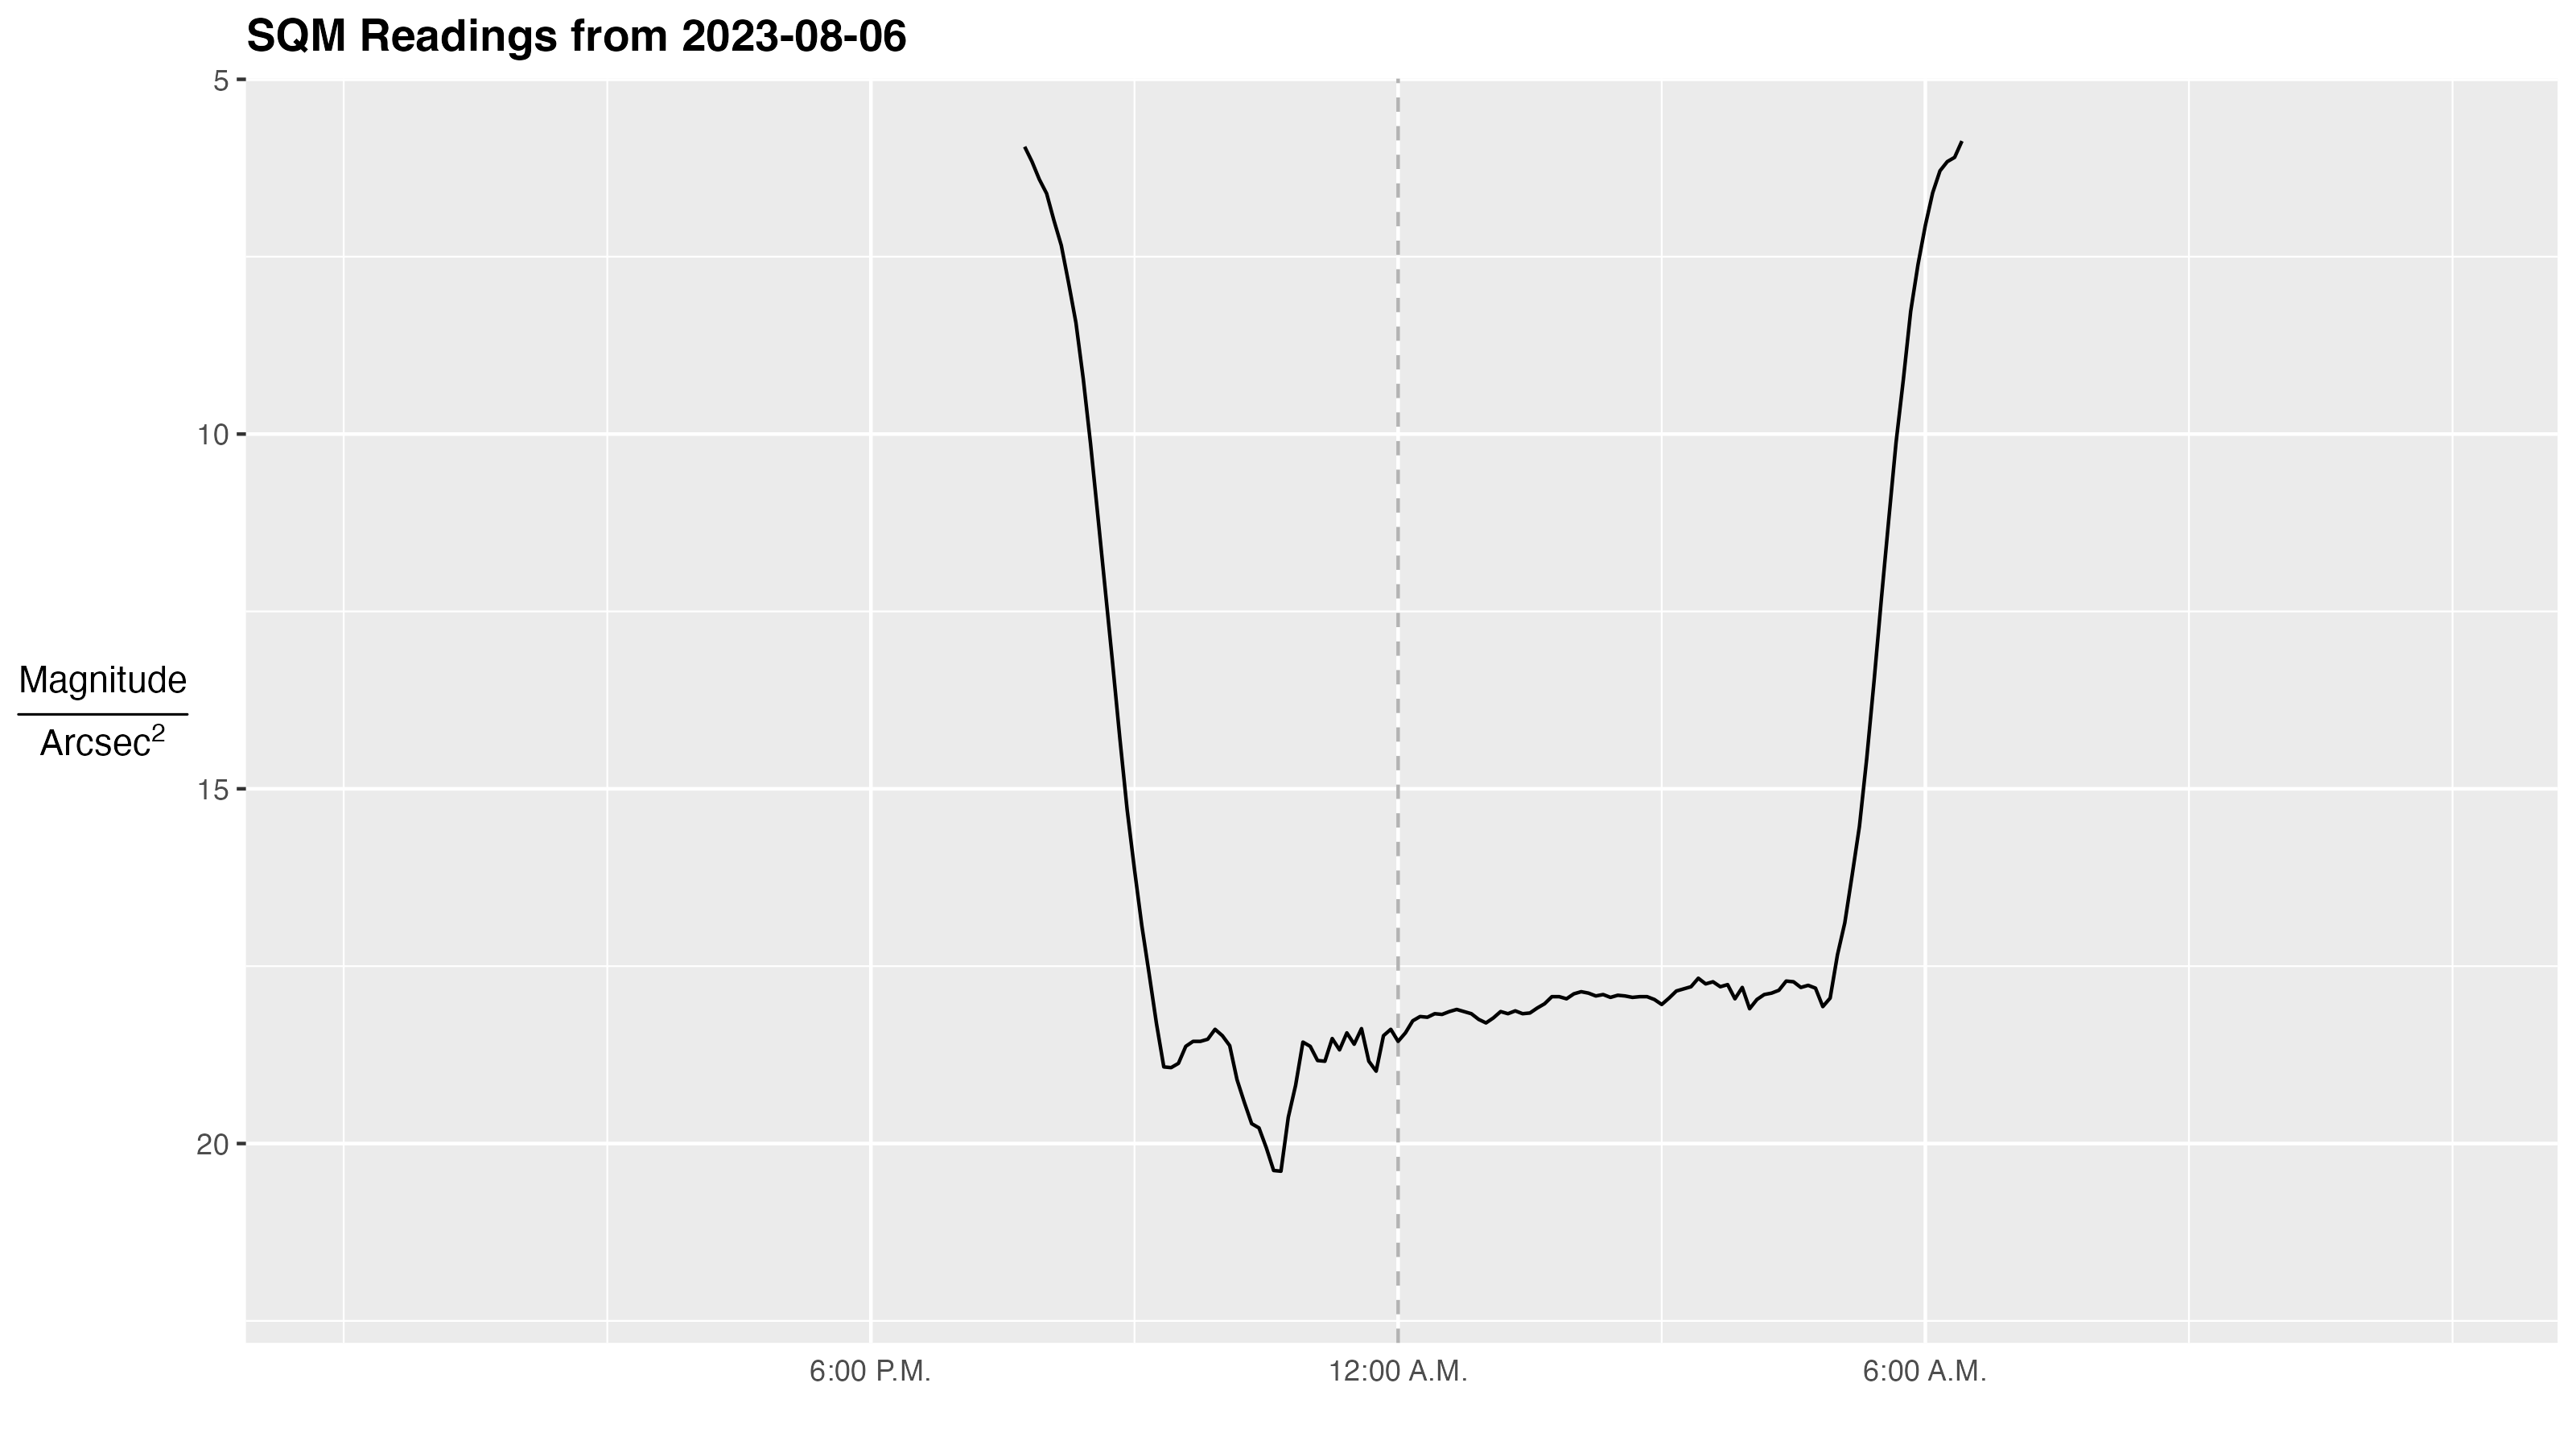 SQM Readings from 2023-08-06
5
10
15
20
Magnitude
Arcsec²
6:00 P.M.
12:00 A.M.
6:00 A.M.